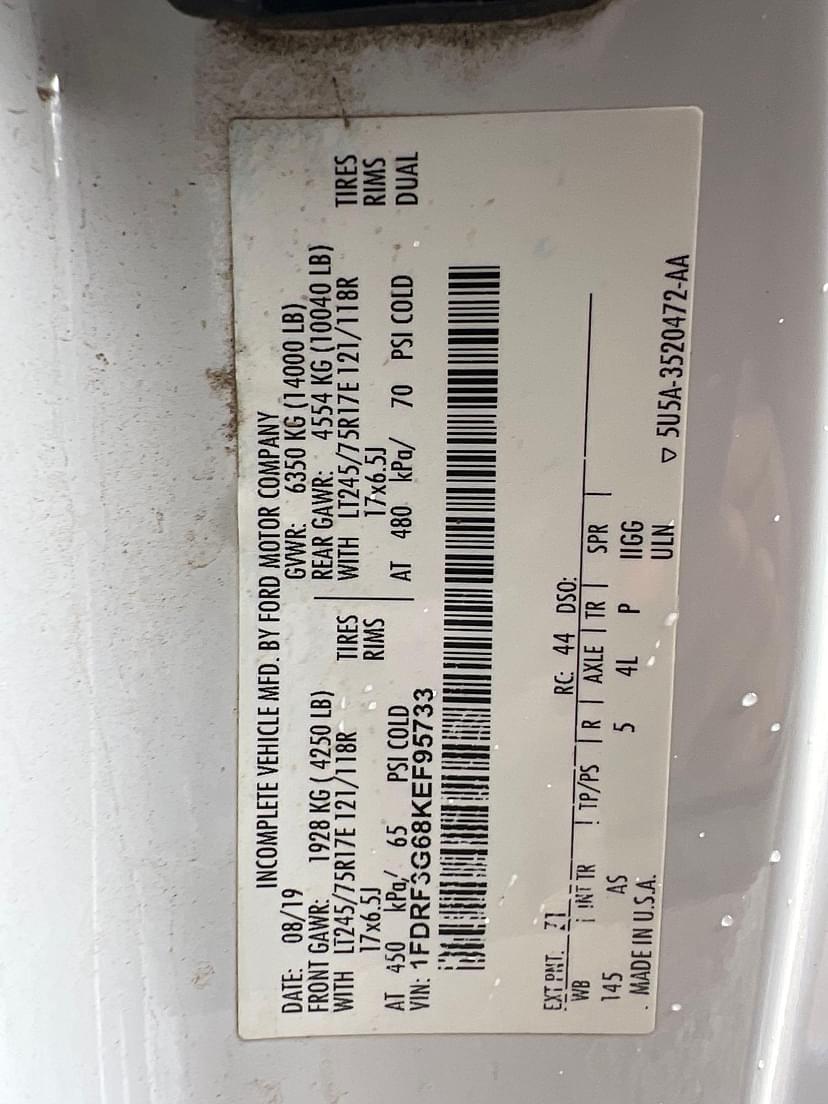 INCOMPLETE VEHICLE MFD. BY FORD MOTOR COMPANY
DATE: 08/19 GVWR: 6350 KG (14000 LB)
FRONT GAWR: 1928 KG ( 4250 LB) REAR GAWR: 4554 KG (10040 LB)
WITH LT245/75R17E 121/118R TIRES WITH LT245/75R17E 121/118R TIRES
17x6.5J RIMS 17x6.5J RIMS
AT 450 kPa/ 65 PSI COLD AT 480 kPa/ 70 PSI COLD DUAL
VIN: 1FDRF3G68KEF95733
EXT PNT: Z1 RC: 44 DSO:
WB INT TR TP/PS R AXLE TR SPR
145 AS 5 4L P IIGG
. MADE IN U.S.A. ULN ▽ 5U5A-3520472-AA